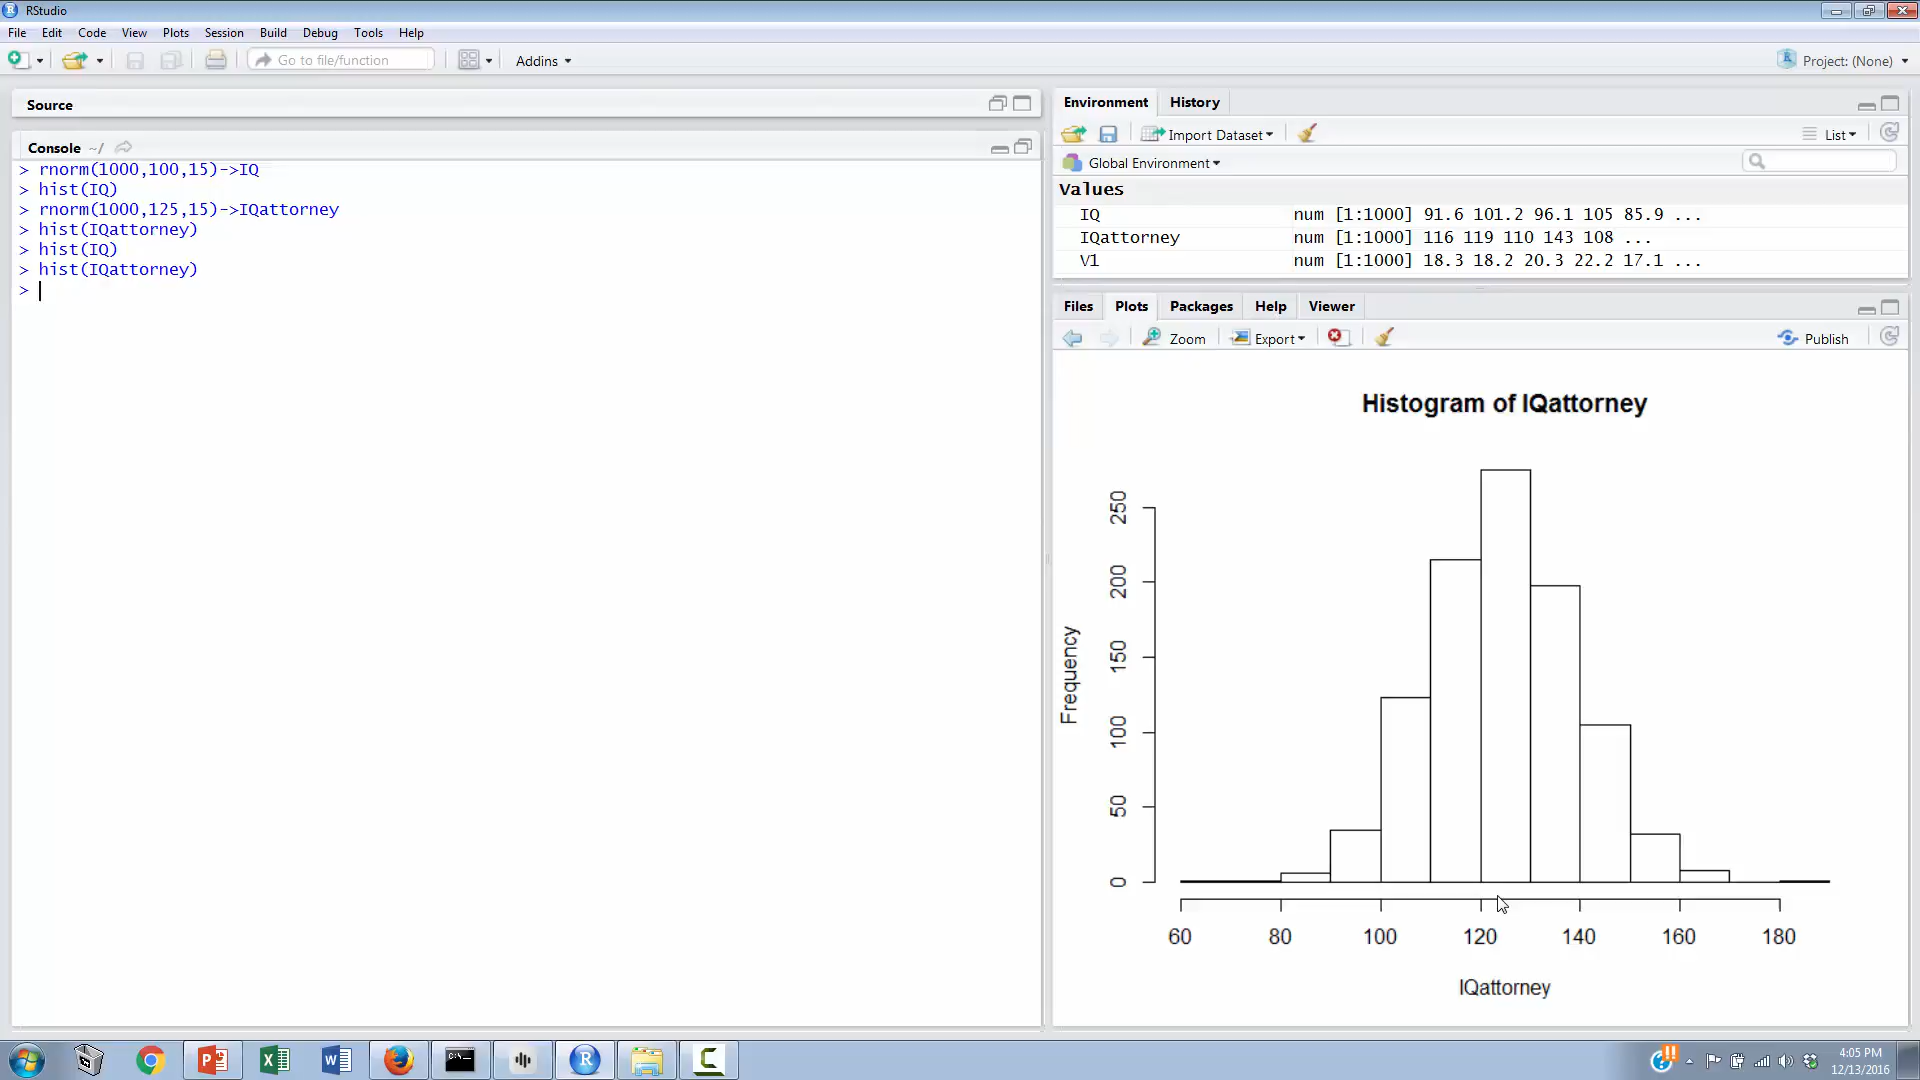 RStudio
File Edit Code View Plots Session Build Debug Tools Help
Go to file/function Addins Project: (None)
Source
Console ~/
> rnorm(1000,100,15)->IQ
> hist(IQ)
> rnorm(1000,125,15)->IQattorney
> hist(IQattorney)
> hist(IQ)
> hist(IQattorney)
>
Environment History
Import Dataset List
Global Environment
Values
IQ num [1:1000] 91.6 101.2 96.1 105 85.9 ...
IQattorney num [1:1000] 116 119 110 143 108 ...
V1 num [1:1000] 18.3 18.2 20.3 22.2 17.1 ...
Files Plots Packages Help Viewer
Zoom Export Publish
Histogram of IQattorney
Frequency
250
200
150
100
50
0
60 80 100 120 140 160 180
IQattorney
4:05 PM
12/13/2016